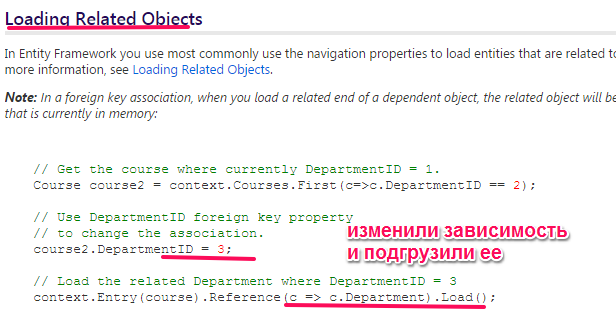 Loading Related Objects
In Entity Framework you use most commonly use the navigation properties to load entities that are related
more information, see Loading Related Objects.
Note: In a foreign key association, when you load a related end of a dependent object, the related object will
that is currently in memory:
// Get the course where currently DepartmentID = 1.
Course course2 = context.Courses.First(c=>c.DepartmentID == 2);
// Use DepartmentID foreign key property
// to change the association.
course2.DepartmentID = 3;
изменили зависимость
и подгрузили ее
// Load the related Department where DepartmentID = 3
context.Entry(course).Reference(c => c.Department).Load();